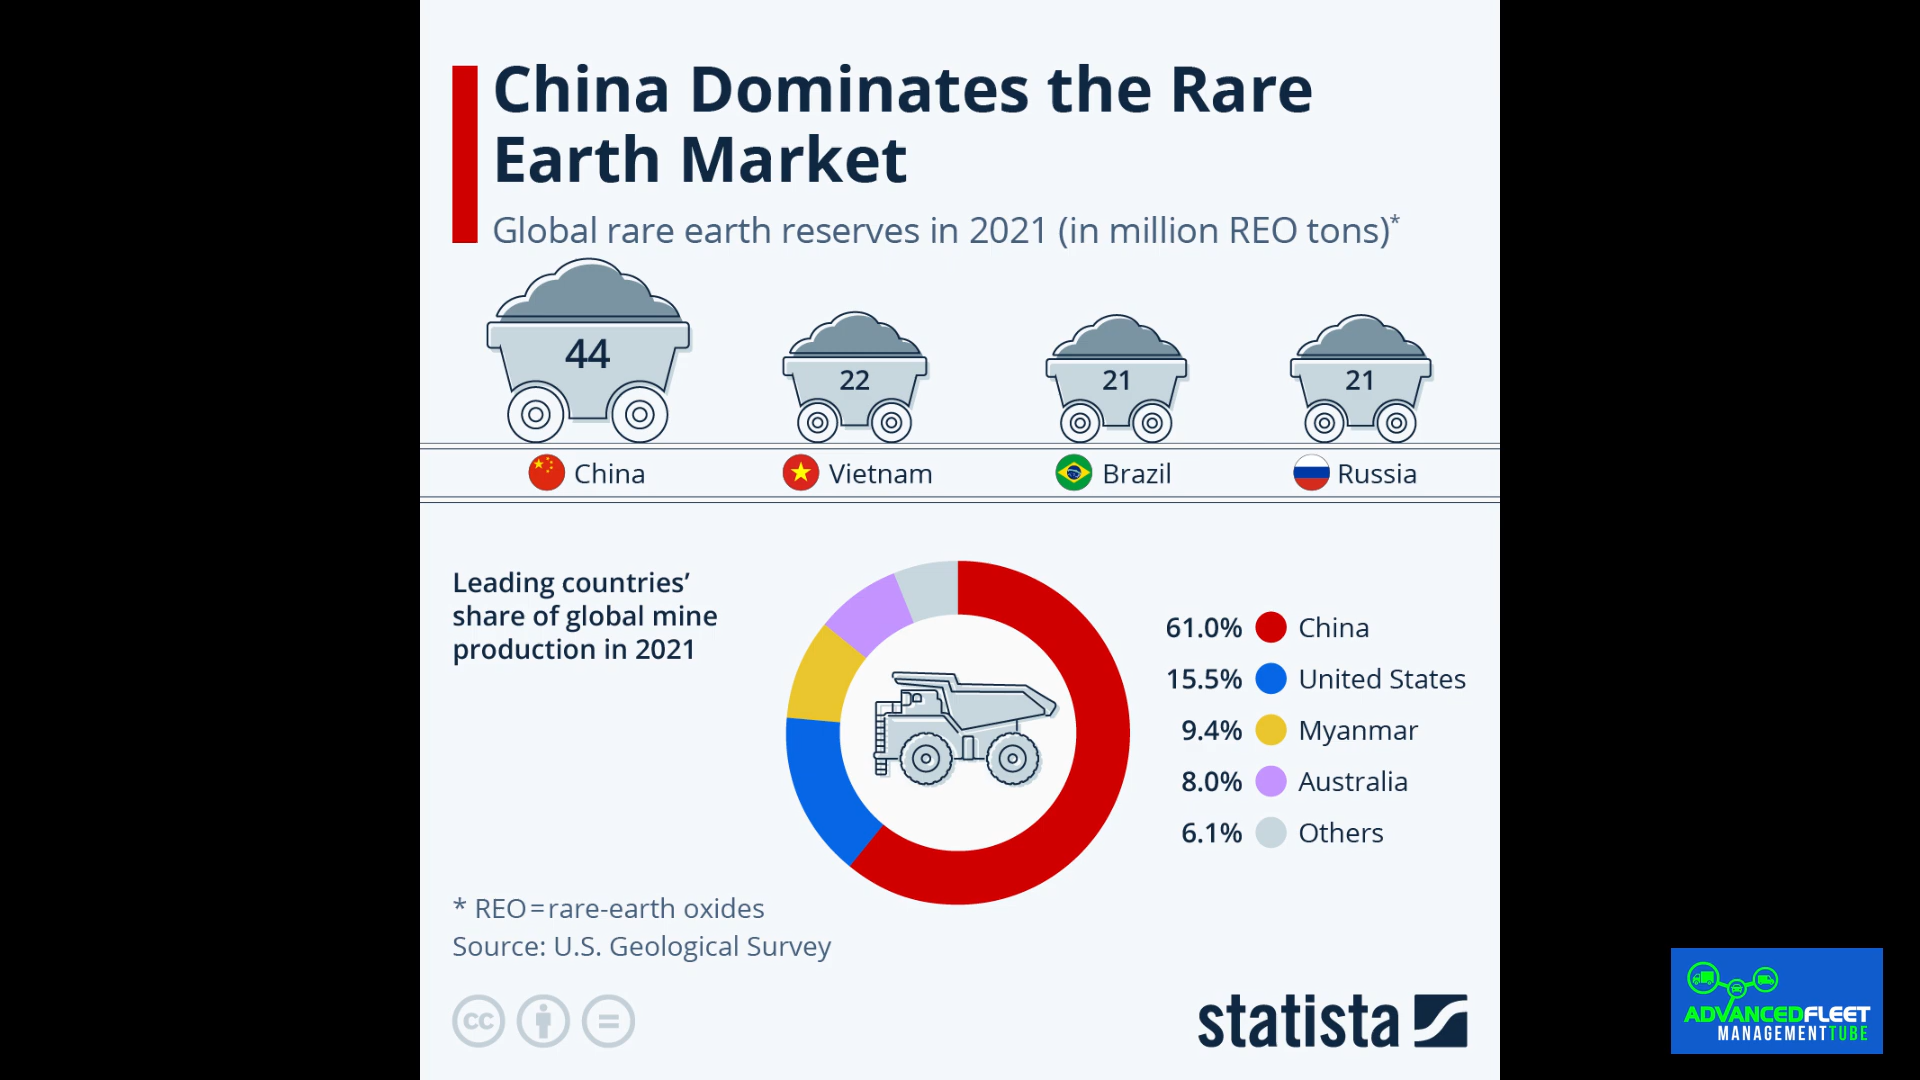 China Dominates the Rare
Earth Market
Global rare earth reserves in 2021 (in million REO tons)*
44
22
21
21
China
Vietnam
Brazil
Russia
Leading countries’
share of global mine
production in 2021
61.0% China
15.5% United States
9.4% Myanmar
8.0% Australia
6.1% Others
* REO=rare-earth oxides
Source: U.S. Geological Survey
cc
statista
ADVANCEDFLEET
MANAGEMENTTUBE